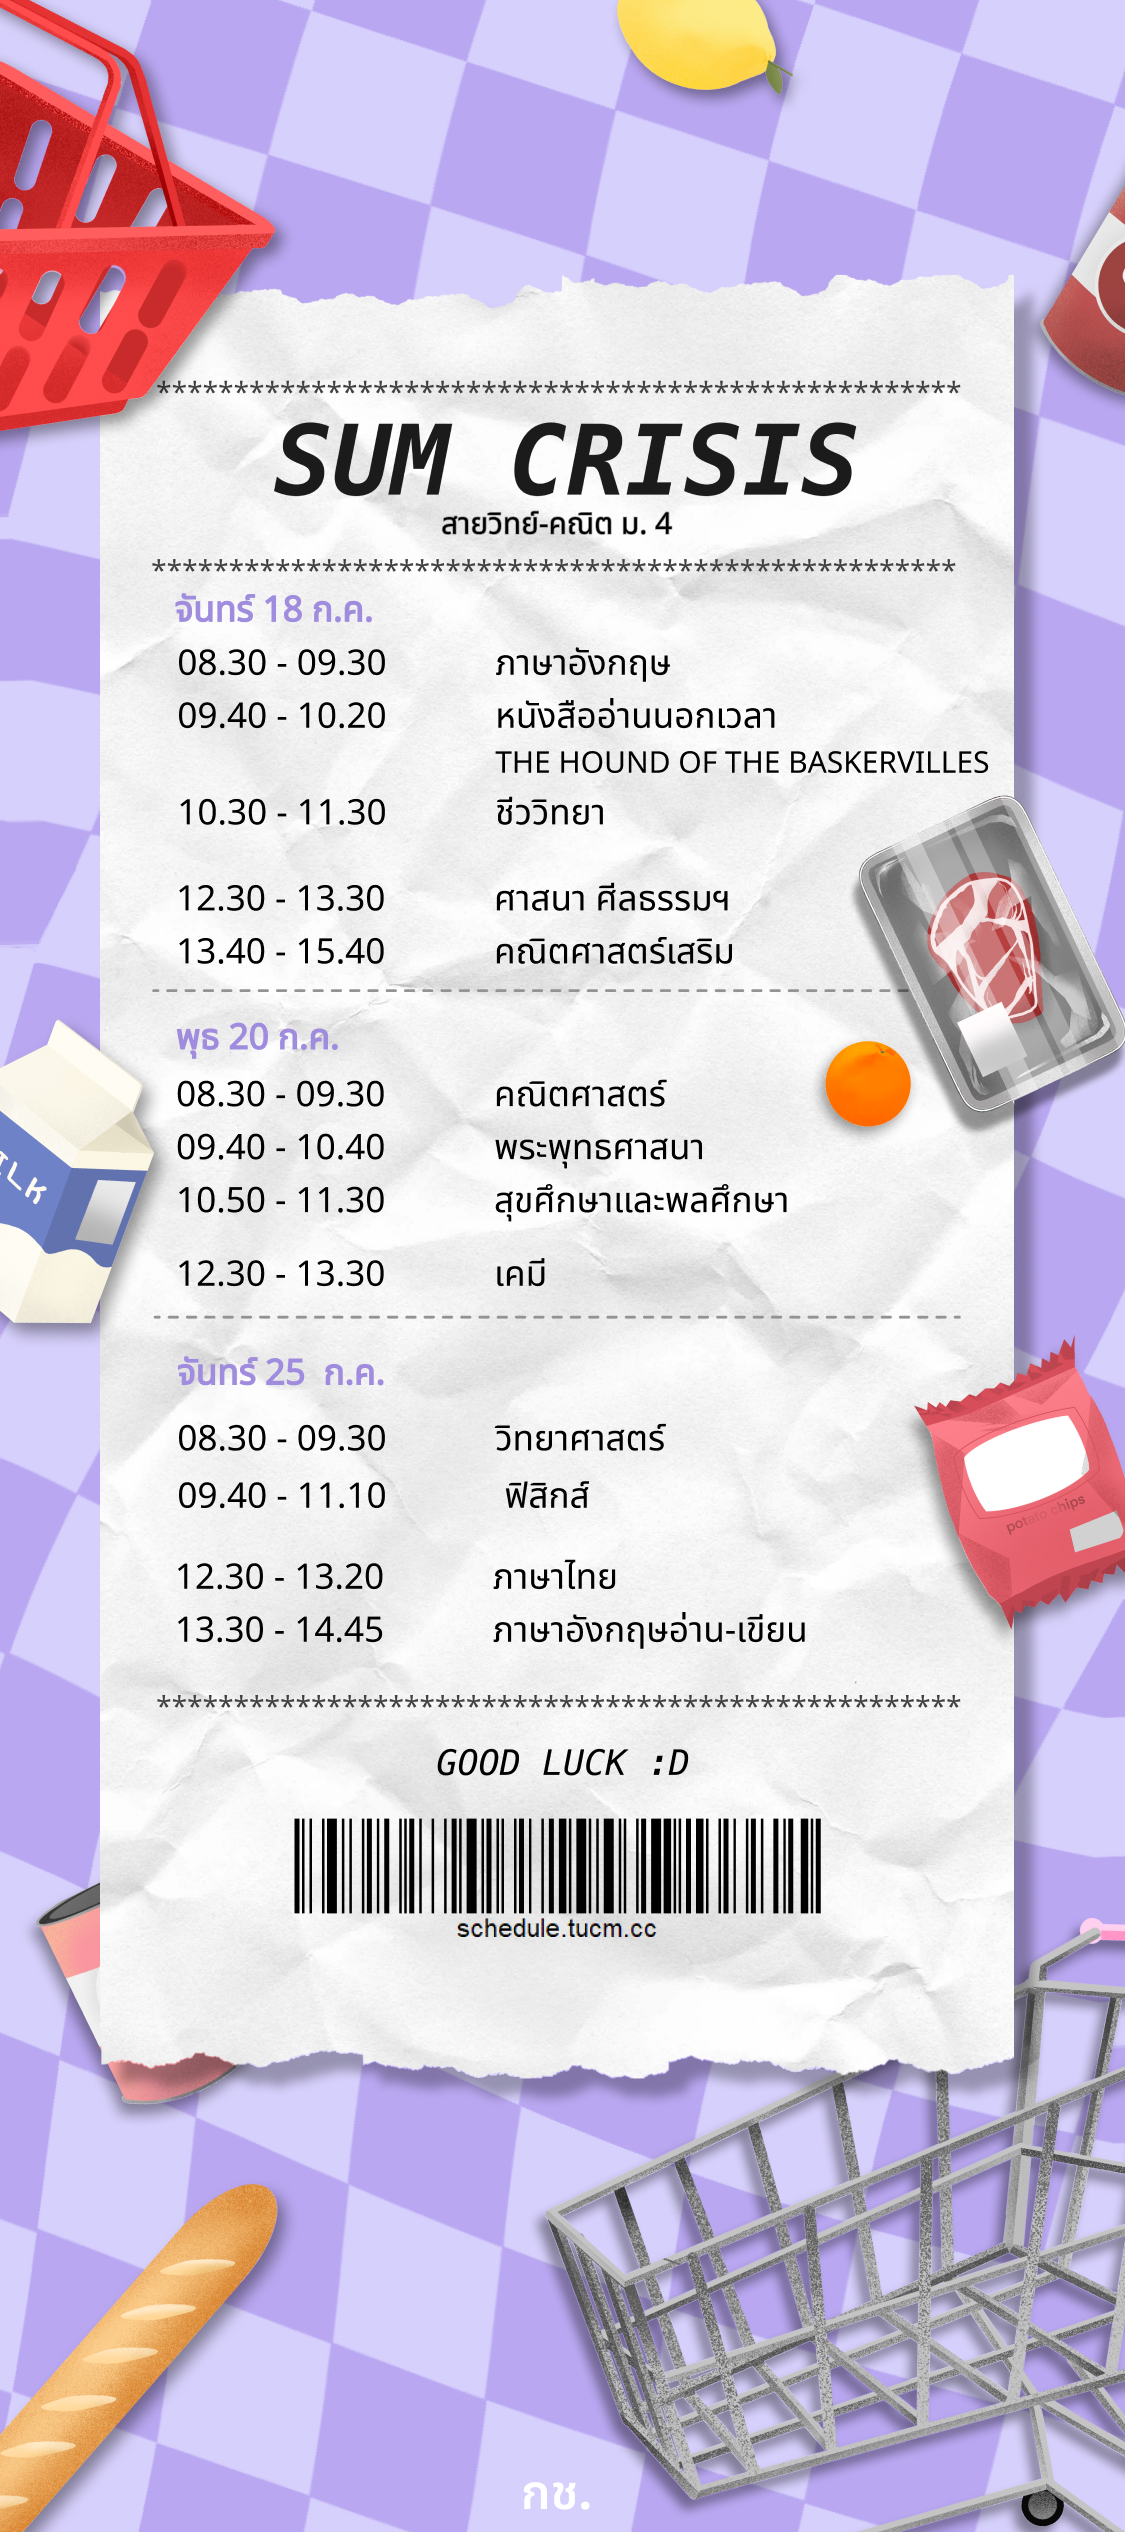 ****************************************************
SUM CRISIS
สายวิทย์-คณิต ม. 4
****************************************************
จันทร์ 18 ก.ค.
08.30 - 09.30 ภาษาอังกฤษ
09.40 - 10.20 หนังสืออ่านนอกเวลา
THE HOUND OF THE BASKERVILLES
10.30 - 11.30 ชีววิทยา
12.30 - 13.30 ศาสนา ศีลธรรมฯ
13.40 - 15.40 คณิตศาสตร์เสริม
พุธ 20 ก.ค.
08.30 - 09.30 คณิตศาสตร์
09.40 - 10.40 พระพุทธศาสนา
10.50 - 11.30 สุขศึกษาและพลศึกษา
12.30 - 13.30 เคมี
จันทร์ 25 ก.ค.
08.30 - 09.30 วิทยาศาสตร์
09.40 - 11.10 ฟิสิกส์
12.30 - 13.20 ภาษาไทย
13.30 - 14.45 ภาษาอังกฤษอ่าน-เขียน
****************************************************
GOOD LUCK :D
schedule.tucm.cc
potato chips
กช.